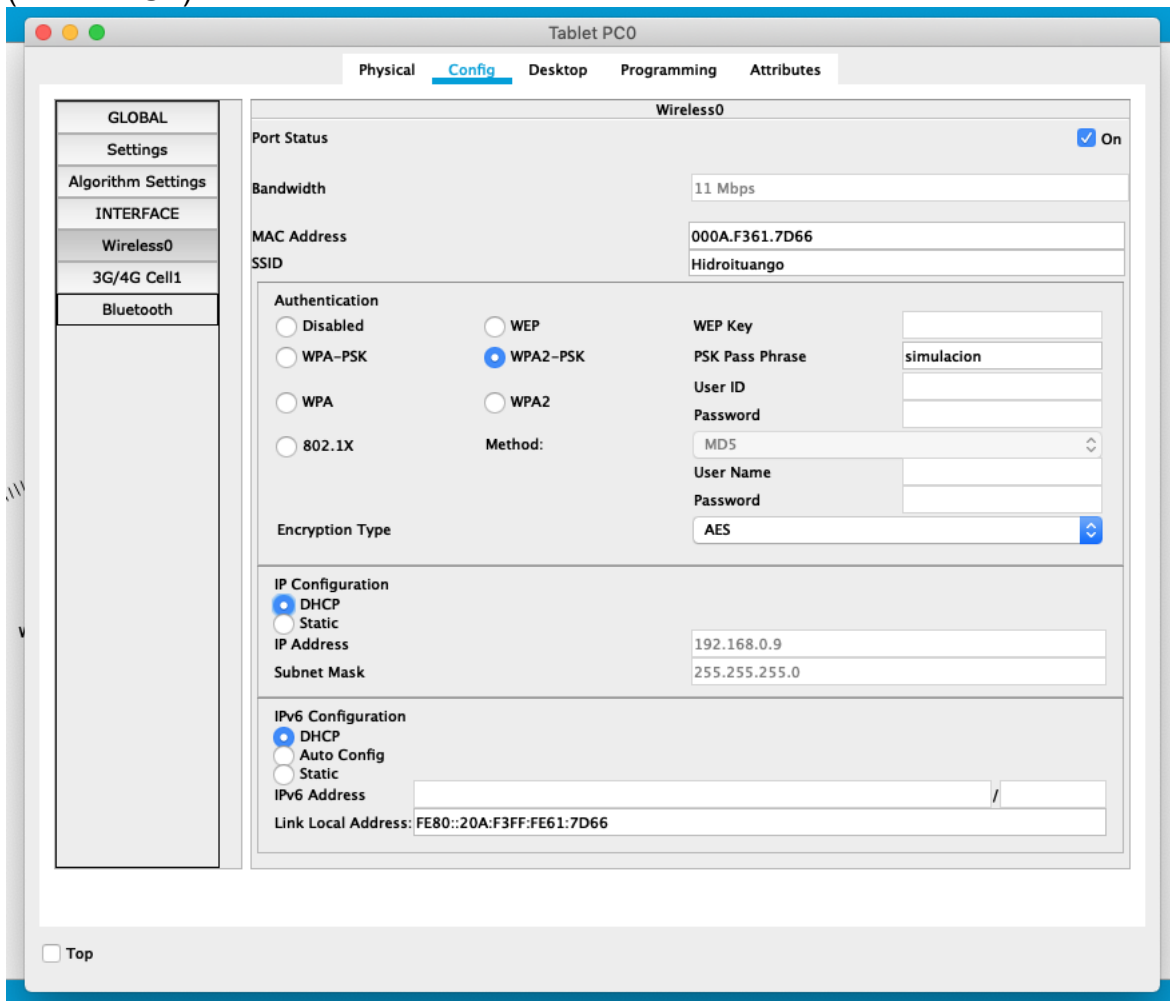 Tablet PC0
Physical Config Desktop Programming Attributes
GLOBAL
Settings
Algorithm Settings
INTERFACE
Wireless0
3G/4G Cell1
Bluetooth
Wireless0
Port Status On
Bandwidth 11 Mbps
MAC Address 000A.F361.7D66
SSID Hidroituango
Authentication
Disabled WEP WEP Key
WPA-PSK WPA2-PSK PSK Pass Phrase simulacion
User ID
WPA WPA2
Password
802.1X Method: MD5
User Name
Password
Encryption Type AES
IP Configuration
DHCP
Static
IP Address 192.168.0.9
Subnet Mask 255.255.255.0
IPv6 Configuration
DHCP
Auto Config
Static
IPv6 Address /
Link Local Address: FE80::20A:F3FF:FE61:7D66
Top